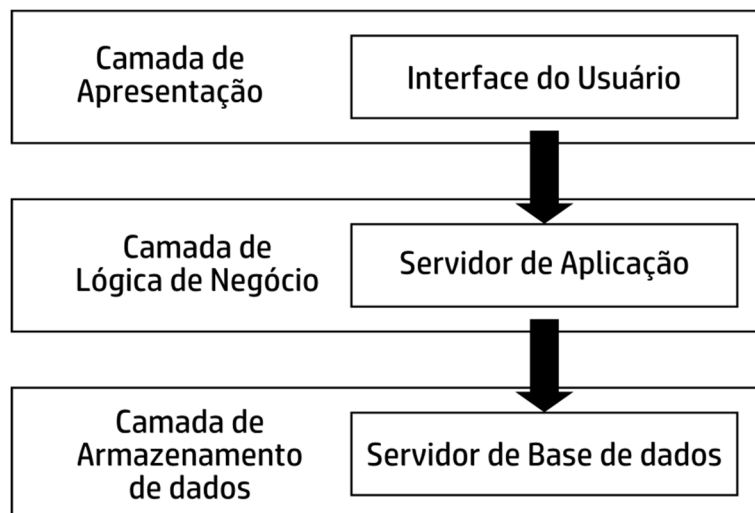 Camada de
Apresentação
Interface do Usuário
Camada de
Lógica de Negócio
Servidor de Aplicação
Camada de
Armazenamento
de dados
Servidor de Base de dados